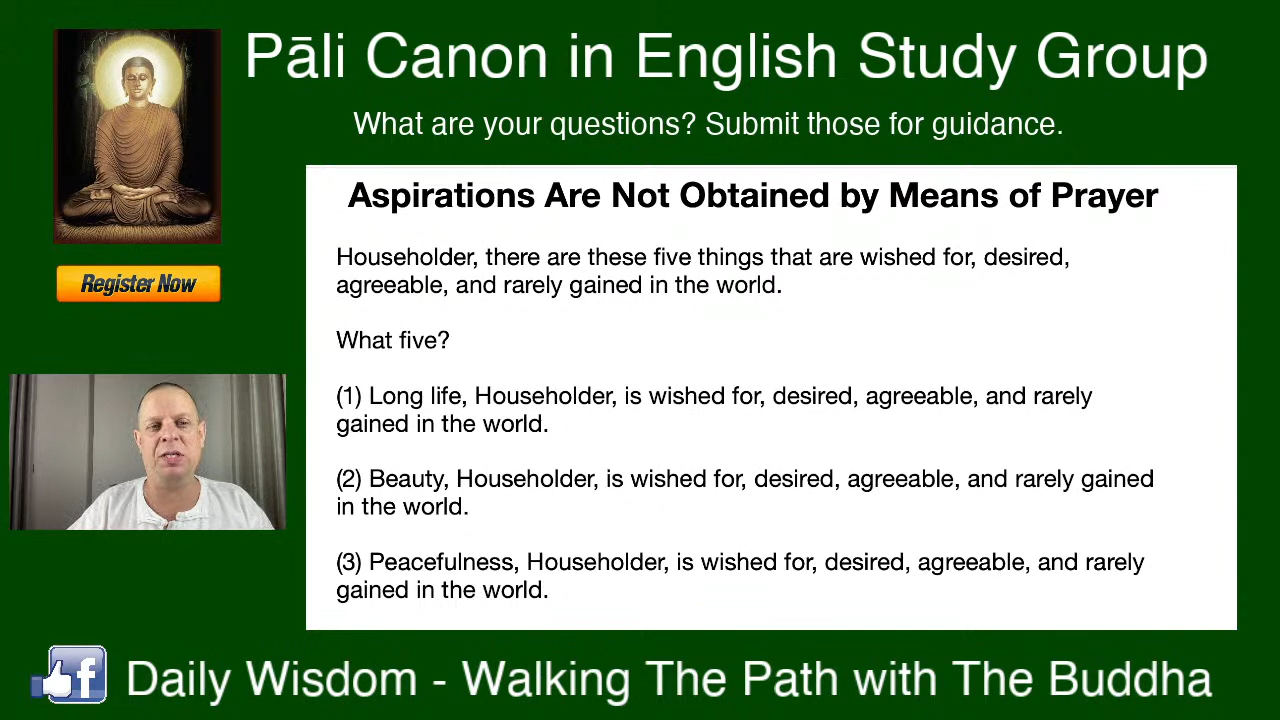 Pāli Canon in English Study Group
What are your questions? Submit those for guidance.
Register Now
Aspirations Are Not Obtained by Means of Prayer
Householder, there are these five things that are wished for, desired,
agreeable, and rarely gained in the world.
What five?
(1) Long life, Householder, is wished for, desired, agreeable, and rarely
gained in the world.
(2) Beauty, Householder, is wished for, desired, agreeable, and rarely gained
in the world.
(3) Peacefulness, Householder, is wished for, desired, agreeable, and rarely
gained in the world.
f
Daily Wisdom - Walking The Path with The Buddha